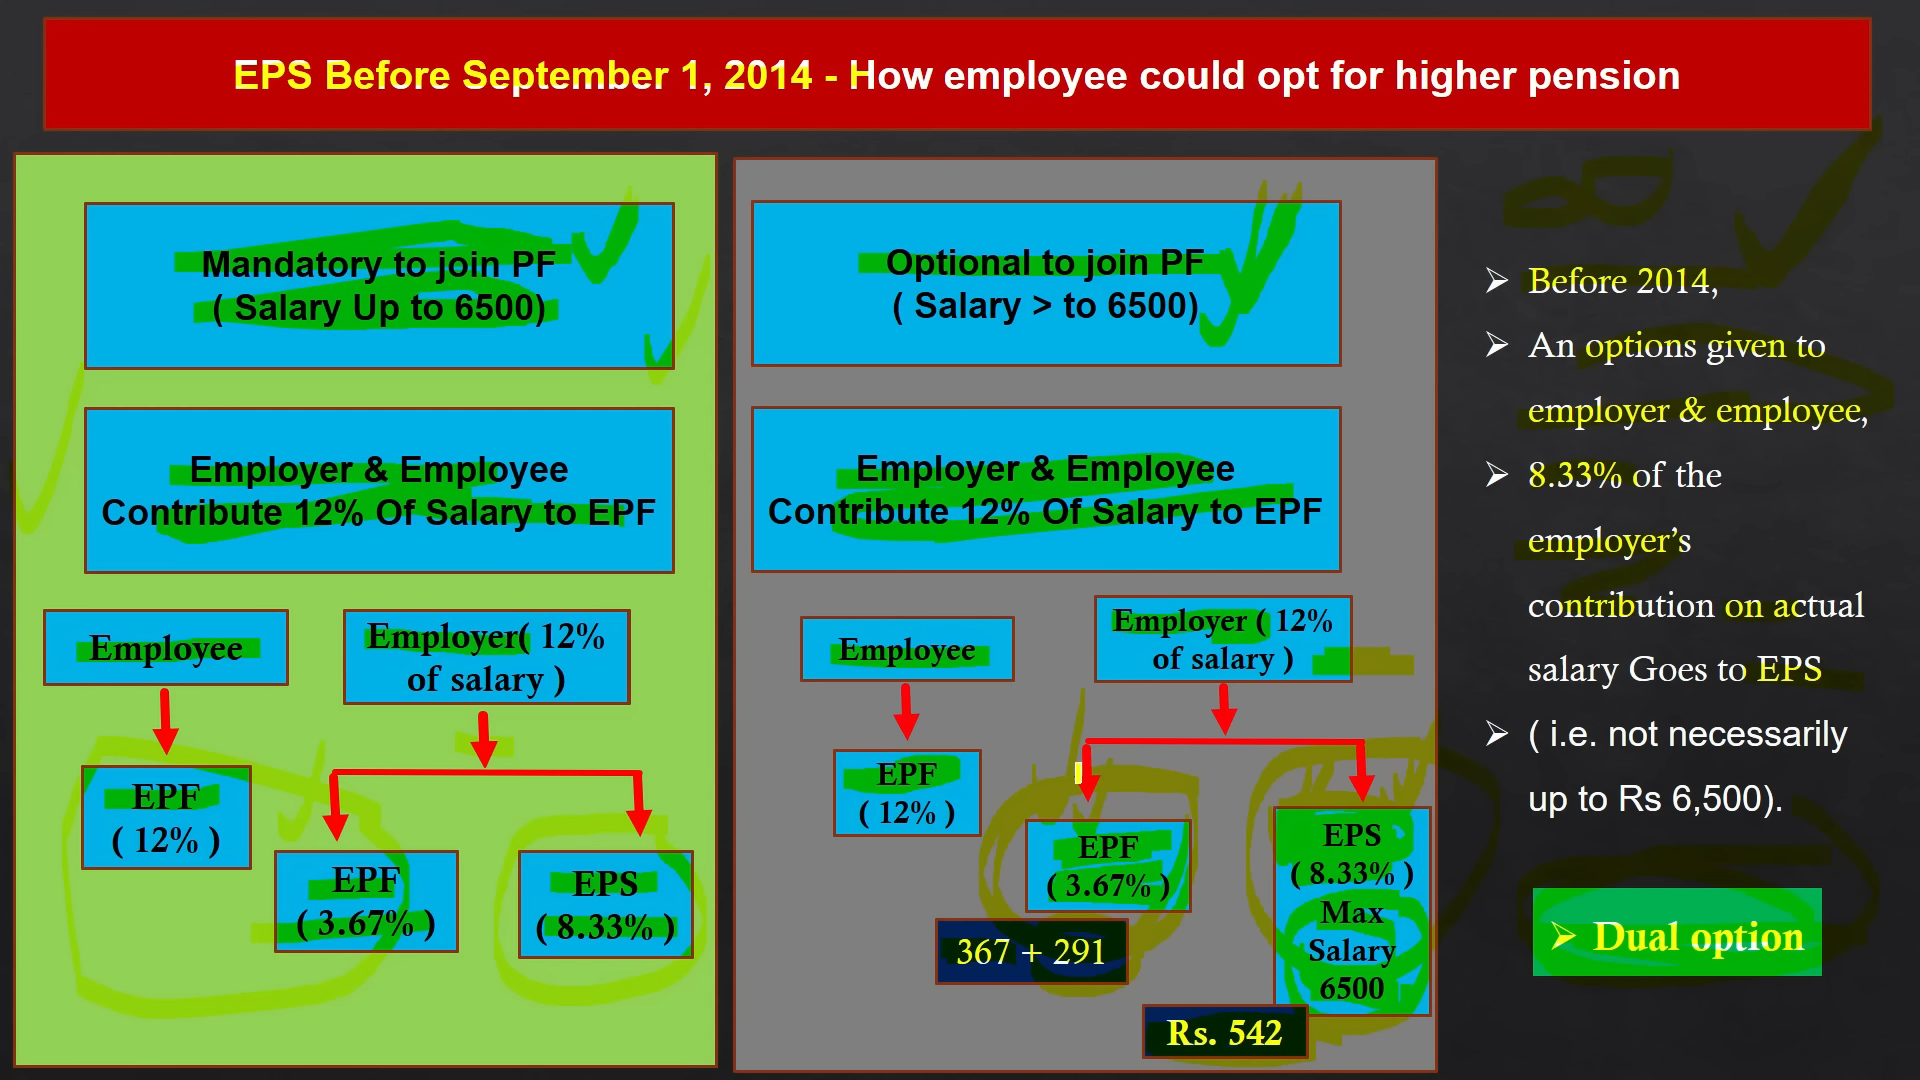 EPS Before September 1, 2014 - How employee could opt for higher pension
Mandatory to join PF
( Salary Up to 6500)
Employer & Employee
Contribute 12% Of Salary to EPF
Employee
Employer( 12%
of salary )
EPF
( 12% )
EPF
( 3.67% )
EPS
( 8.33% )
Optional to join PF
( Salary > to 6500)
Employer & Employee
Contribute 12% Of Salary to EPF
Employee
Employer ( 12%
of salary )
EPF
( 12% )
EPF
( 3.67% )
367 + 291
EPS
( 8.33% )
Max
Salary
6500
Rs. 542
Before 2014,
An options given to
employer & employee,
8.33% of the
employer's
contribution on actual
salary Goes to EPS
( i.e. not necessarily
up to Rs 6,500).
Dual option